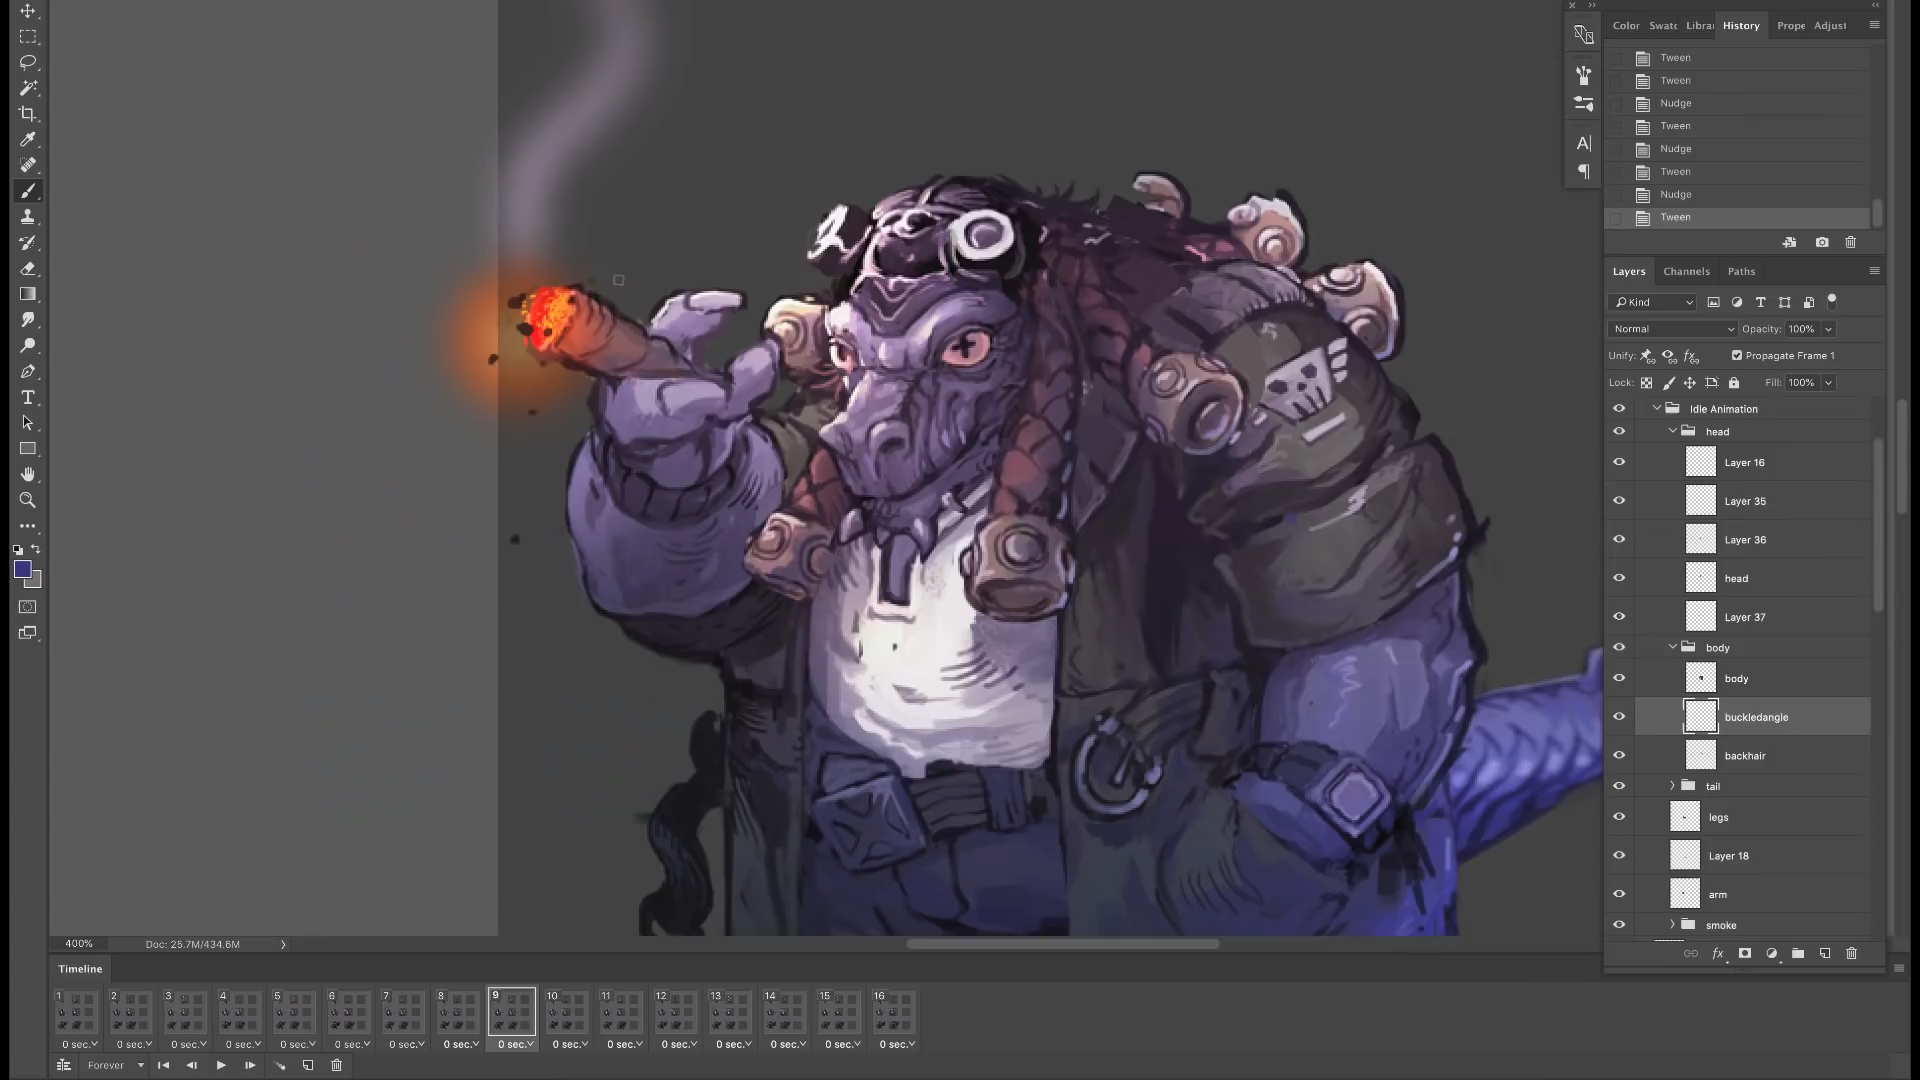 Color
Swatc
Librai
History
Prope
Adjust
Tween
Tween
Nudge
Tween
Nudge
Tween
Nudge
Tween
Layers
Channels
Paths
Kind
Normal
Opacity: 100%
Unify:
Propagate Frame 1
Lock:
Fill: 100%
Idle Animation
head
Layer 16
Layer 35
Layer 36
head
Layer 37
body
body
buckledangle
backhair
tail
legs
Layer 18
arm
smoke
fx
400%
Doc: 25.7M/434.6M
Timeline
1 2 3 4 5 6 7 8 9 10 11 12 13 14 15 16
0 sec. 0 sec. 0 sec. 0 sec. 0 sec. 0 sec. 0 sec. 0 sec. 0 sec. 0 sec. 0 sec. 0 sec. 0 sec. 0 sec. 0 sec. 0 sec.
Forever